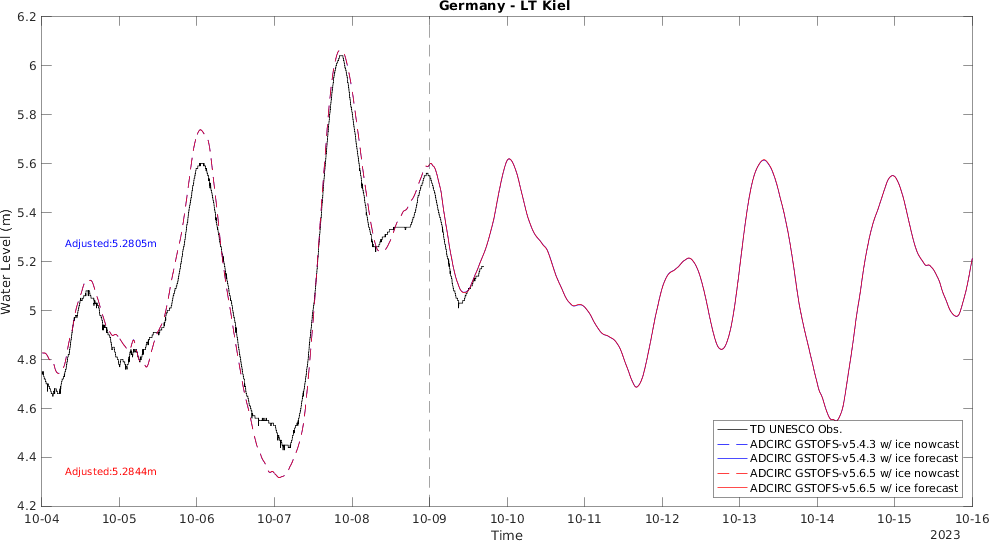 Germany - LT Kiel
Water Level (m)
6.2
6
5.8
5.6
5.4
5.2
5
4.8
4.6
4.4
4.2
Adjusted:5.2805m
Adjusted:5.2844m
TD UNESCO Obs.
ADCIRC GSTOFS-v5.4.3 w/ ice nowcast
ADCIRC GSTOFS-v5.4.3 w/ ice forecast
ADCIRC GSTOFS-v5.6.5 w/ ice nowcast
ADCIRC GSTOFS-v5.6.5 w/ ice forecast
10-04 10-05 10-06 10-07 10-08 10-09 10-10 10-11 10-12 10-13 10-14 10-15 10-16
Time
2023